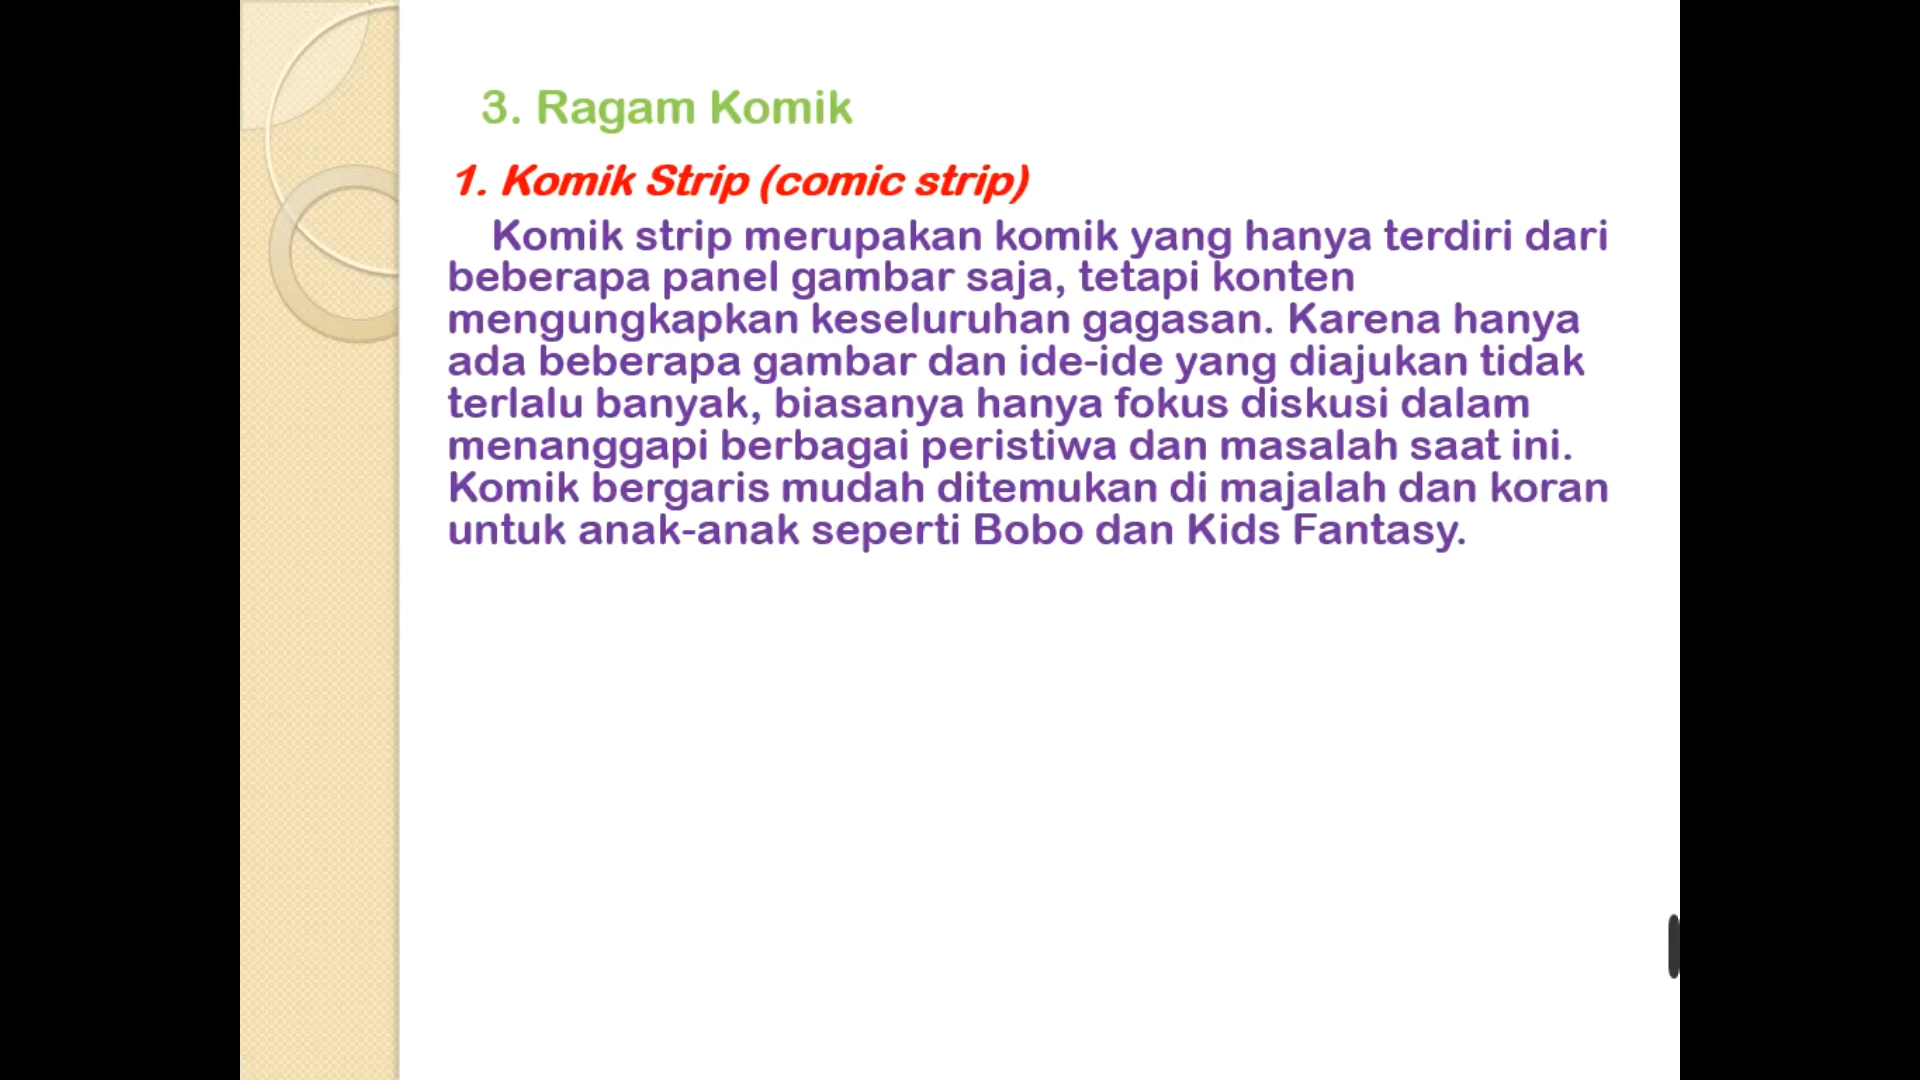 3. Ragam Komik
1. Komik Strip (comic strip)
Komik strip merupakan komik yang hanya terdiri dari
beberapa panel gambar saja, tetapi konten
mengungkapkan keseluruhan gagasan. Karena hanya
ada beberapa gambar dan ide-ide yang diajukan tidak
terlalu banyak, biasanya hanya fokus diskusi dalam
menanggapi berbagai peristiwa dan masalah saat ini.
Komik bergaris mudah ditemukan di majalah dan koran
untuk anak-anak seperti Bobo dan Kids Fantasy.